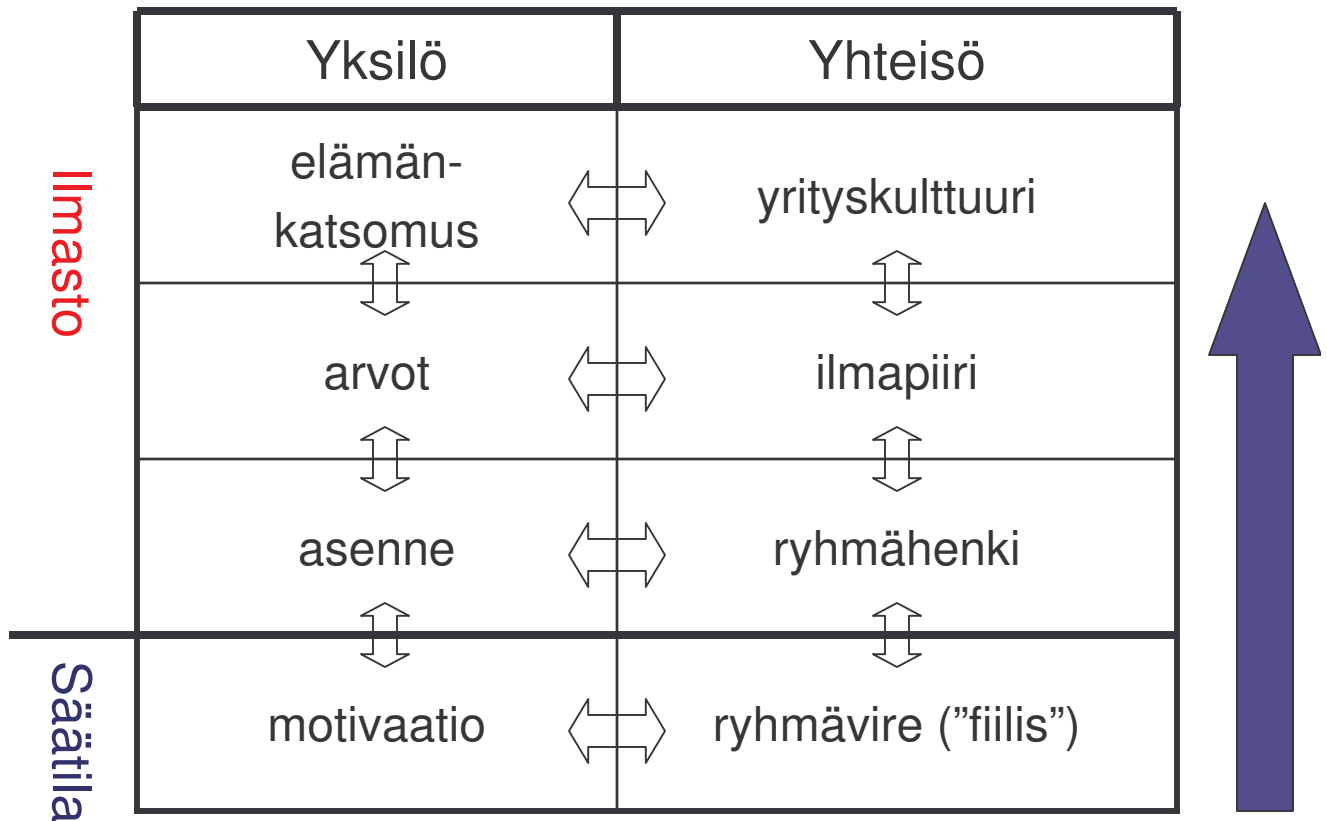 Yksilö
Yhteisö
Ilmasto
elämän-
katsomus
yrityskulttuuri
arvot
ilmapiiri
asenne
ryhmähenki
Säätila
motivaatio
ryhmävire (”fiilis”)